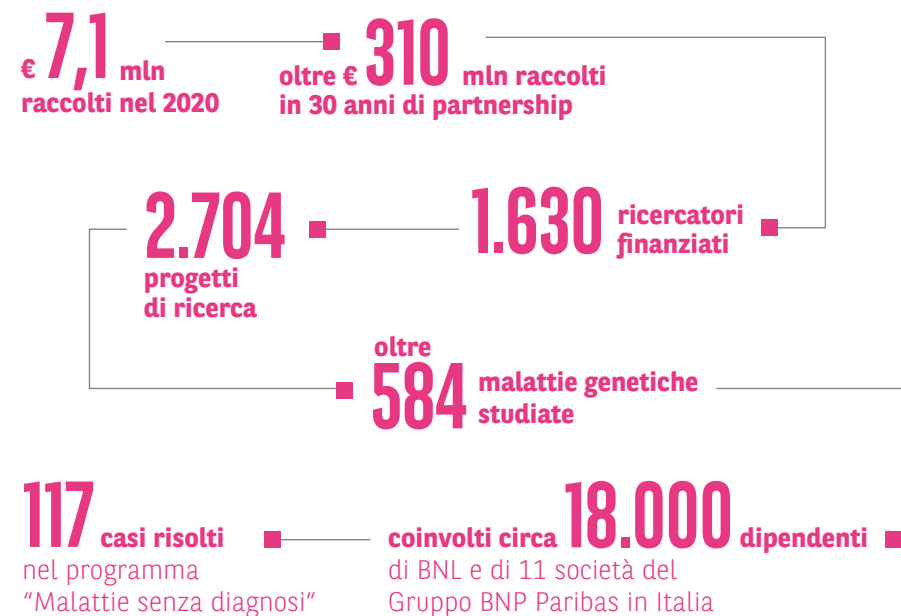 € 7,1 mln
raccolti nel 2020
oltre € 310 mln raccolti
in 30 anni di partnership
1.630 ricercatori
finanziati
2.704
progetti
di ricerca
oltre
584 malattie genetiche
studiate
coinvolti circa 18.000 dipendenti
di BNL e di 11 società del
Gruppo BNP Paribas in Italia
117 casi risolti
nel programma
"Malattie senza diagnosi"